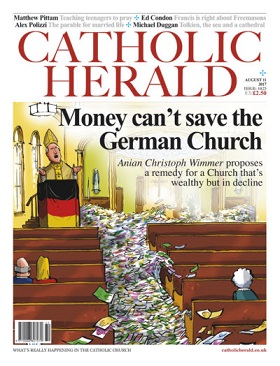 Matthew Pittam Teaching teenagers to pray ✣ Ed Condon Francis is right about Freemasons
Alex Polizzi The parable for married life ✣ Michael Duggan Tolkien, the sea and a cathedral
CATHOLIC
HERALD
AUGUST 11
2017
£2.50
Money can't save the
German Church
Anian Christoph Wimmer proposes
a remedy for a Church that's
wealthy but in decline
WHAT'S REALLY HAPPENING IN THE CATHOLIC CHURCH
catholicherald.co.uk